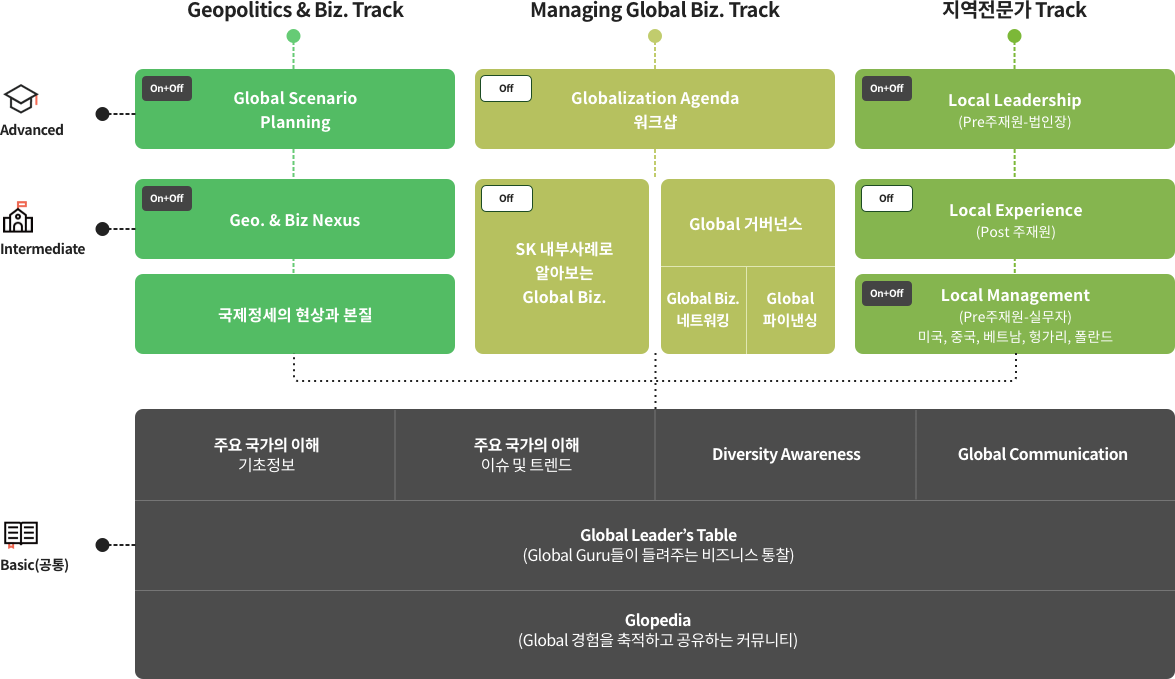 Geopolitics & Biz. Track
Managing Global Biz. Track
지역전문가 Track
Advanced
On+Off
Global Scenario
Planning
Off
Globalization Agenda
워크샵
On+Off
Local Leadership
(Pre주재원-법인장)
Intermediate
On+Off
Geo. & Biz Nexus
국제정세의 현상과 본질
Off
SK 내부사례로
알아보는
Global Biz.
Global 거버넌스
Global Biz.
네트워킹
Global
파이낸싱
Off
Local Experience
(Post 주재원)
On+Off
Local Management
(Pre주재원-실무자)
미국, 중국, 베트남, 헝가리, 폴란드
Basic(공통)
주요 국가의 이해
기초정보
주요 국가의 이해
이슈 및 트렌드
Diversity Awareness
Global Communication
Global Leader’s Table
(Global Guru들이 들려주는 비즈니스 통찰)
Glopedia
(Global 경험을 축적하고 공유하는 커뮤니티)